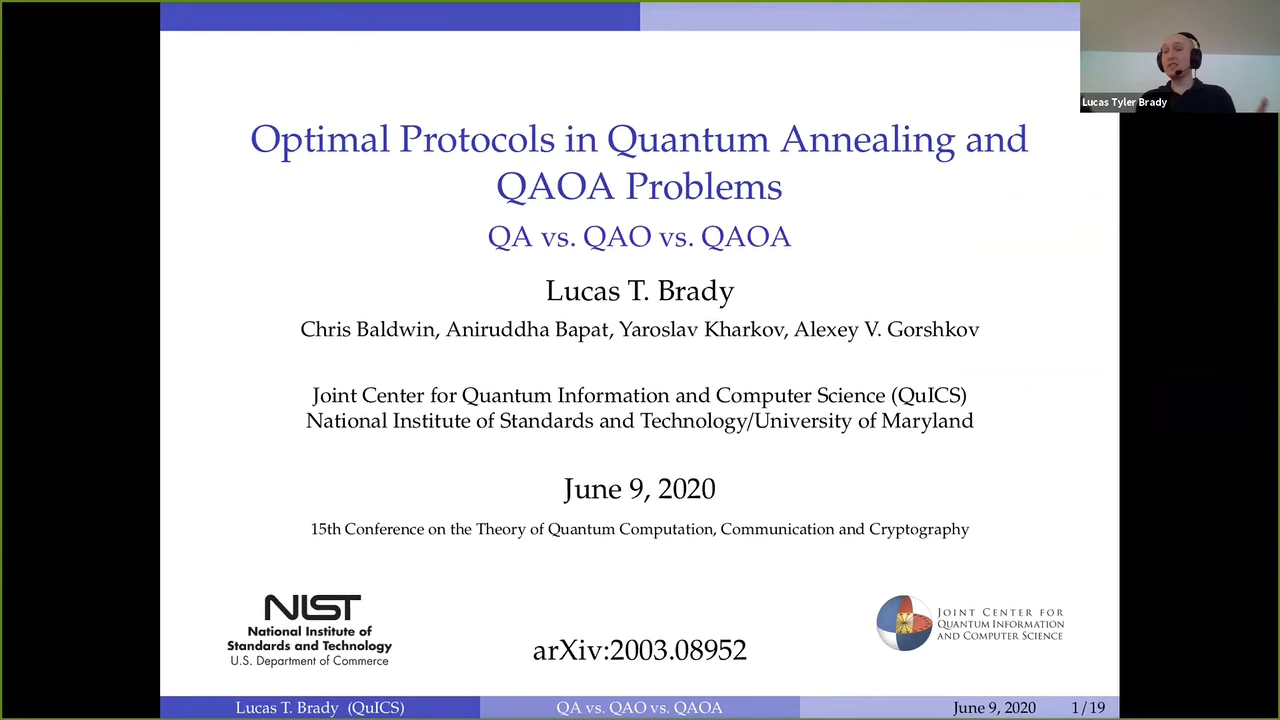 Optimal Protocols in Quantum Annealing and
QAOA Problems
QA vs. QAO vs. QAOA
Lucas T. Brady
Chris Baldwin, Aniruddha Bapat, Yaroslav Kharkov, Alexey V. Gorshkov
Joint Center for Quantum Information and Computer Science (QuICS)
National Institute of Standards and Technology/University of Maryland
June 9, 2020
15th Conference on the Theory of Quantum Computation, Communication and Cryptography
NIST
National Institute of
Standards and Technology
U.S. Department of Commerce
arXiv:2003.08952
JOINT CENTER FOR
QUANTUM INFORMATION
AND COMPUTER SCIENCE
Lucas T. Brady (QuICS)
QA vs. QAO vs. QAOA
June 9, 2020
1/19
Lucas Tyler Brady